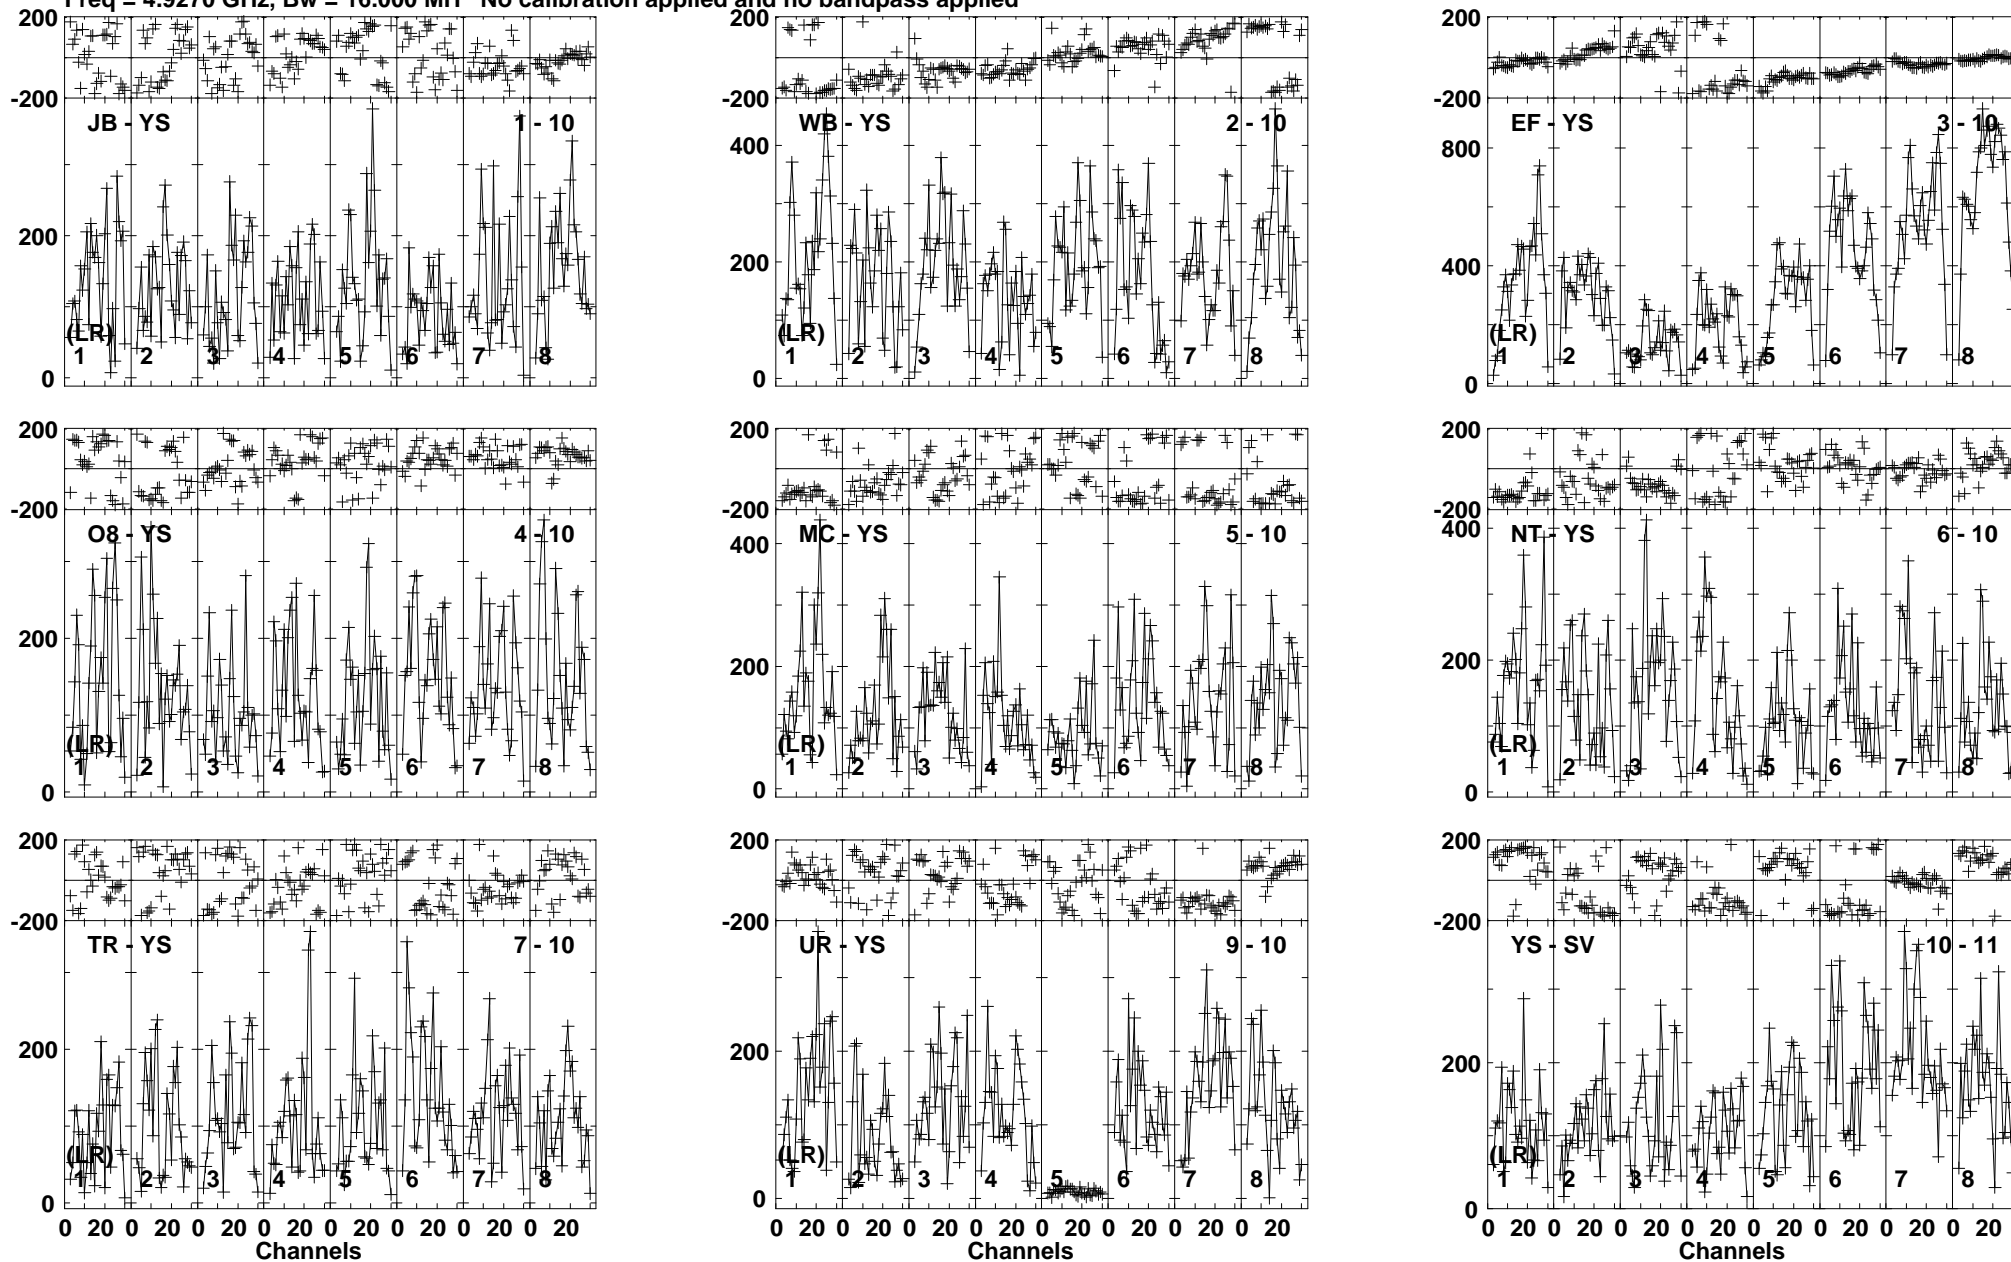 Freq = 4.9270 GHz, Bw = 16.000 MH No calibration applied and no bandpass applied
200 200 200
-200 -200 -200
JB - YS 1 - 10 WB - YS 2 - 10 EF - YS 3 - 10
400 800
200 200 400
(LR) (LR) (LR)
1 2 3 4 5 6 7 8 1 2 3 4 5 6 7 8 1 2 3 4 5 6 7 8
0 0 0
200 200 200
-200 -200 -200
O8 - YS 4 - 10 MC - YS 5 - 10 NT - YS 6 - 10
400 400
200 200 200
(LR) (LR) (LR)
1 2 3 4 5 6 7 8 1 2 3 4 5 6 7 8 1 2 3 4 5 6 7 8
0 0 0
200 200 200
-200 -200 -200
TR - YS 7 - 10 UR - YS 9 - 10 YS - SV 10 - 11
200 200 200
(LR) (LR) (LR)
1 2 3 4 5 6 7 8 1 2 3 4 5 6 7 8 1 2 3 4 5 6 7 8
0 0 0
0 20 0 20 0 20 0 20 0 20 0 20 0 20 0 20 0 20 0 20 0 20 0 20 0 20 0 20 0 20 0 20 0 20 0 20 0 20 0 20 0 20 0 20 0 20 0 20
Channels Channels Channels